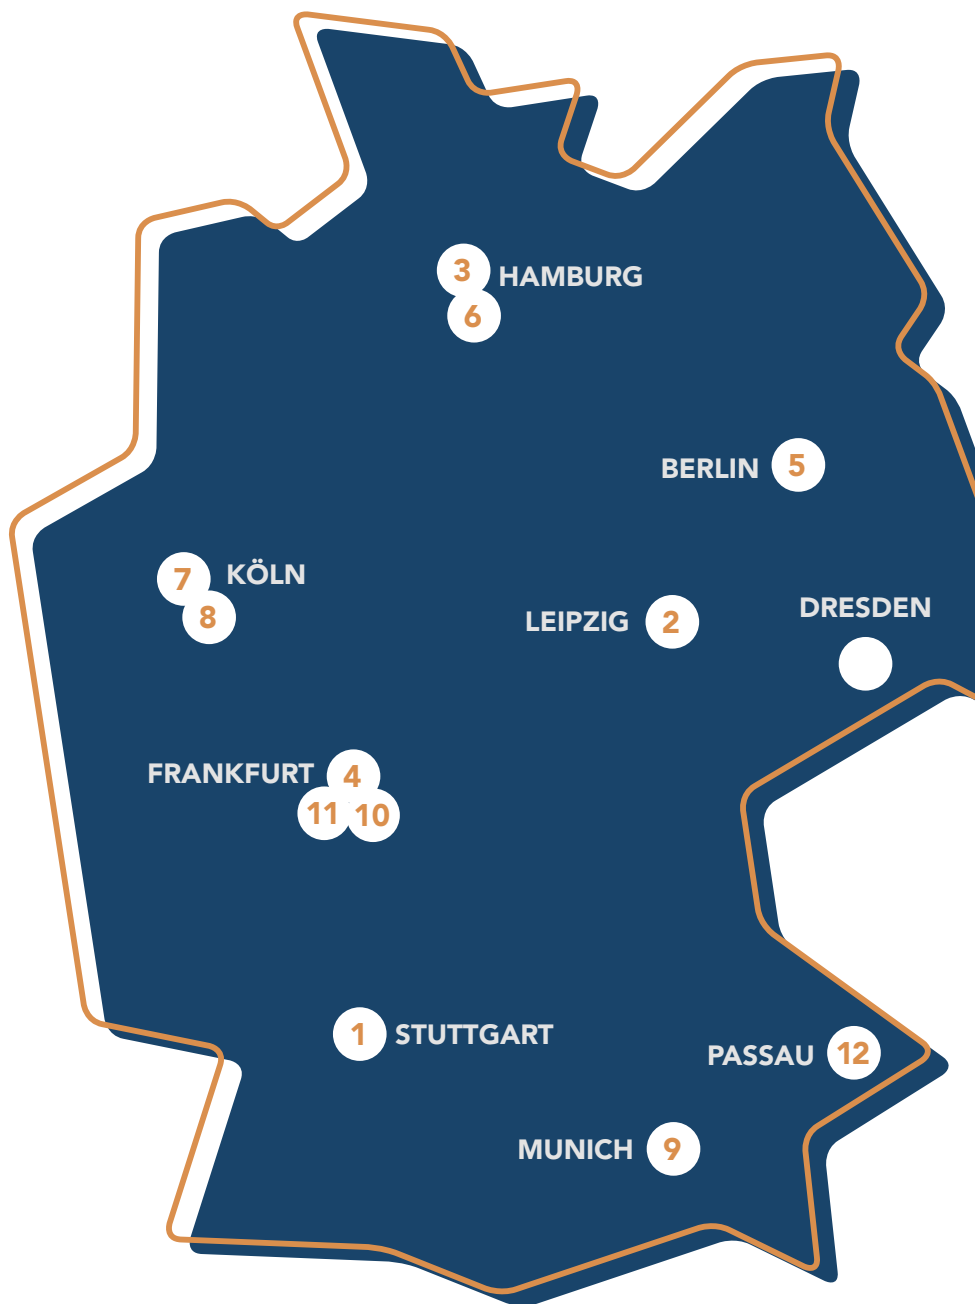 3
HAMBURG
6
BERLIN 5
7 KÖLN
8
LEIPZIG 2
DRESDEN
FRANKFURT 4
11 10
1 STUTTGART
PASSAU 12
MUNICH 9